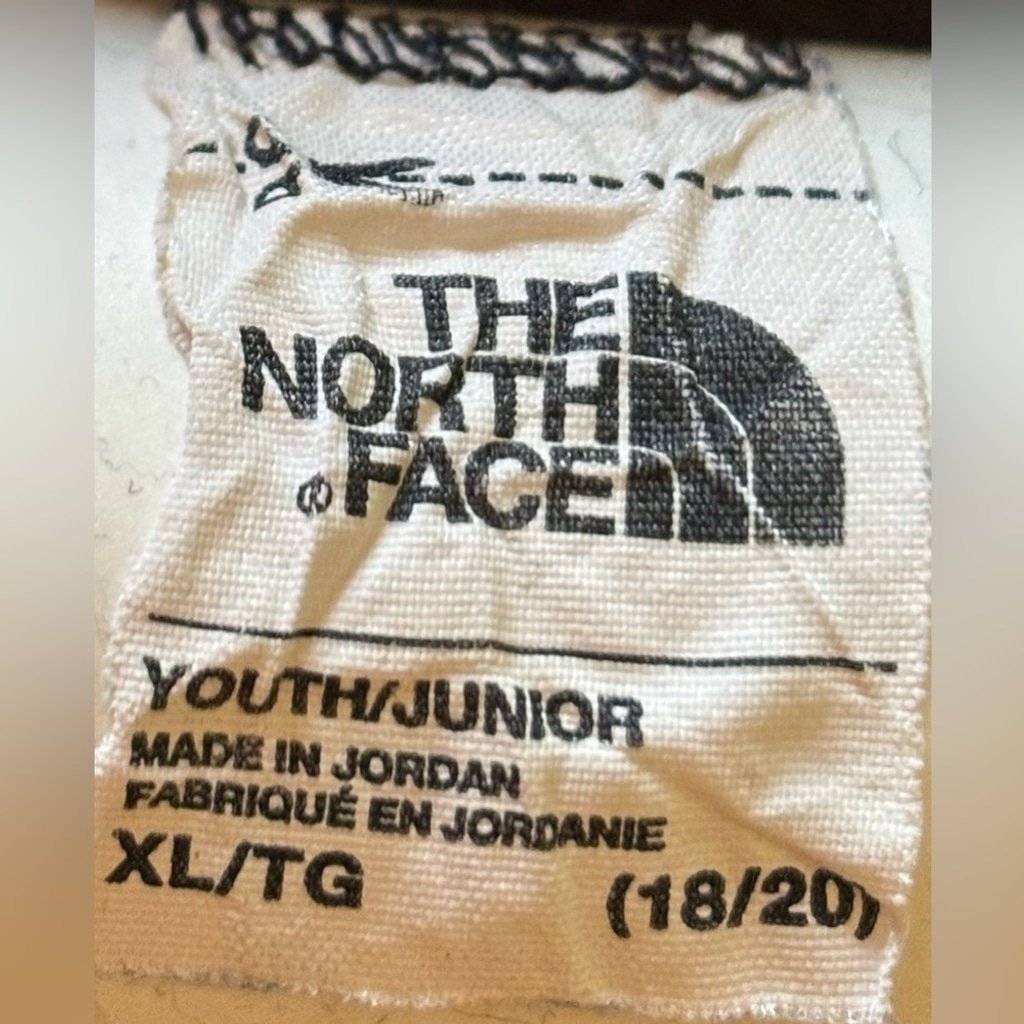 THE
NORTH
®FACE
YOUTH/JUNIOR
MADE IN JORDAN
FABRIQUÉ EN JORDANIE
XL/TG (18/20)